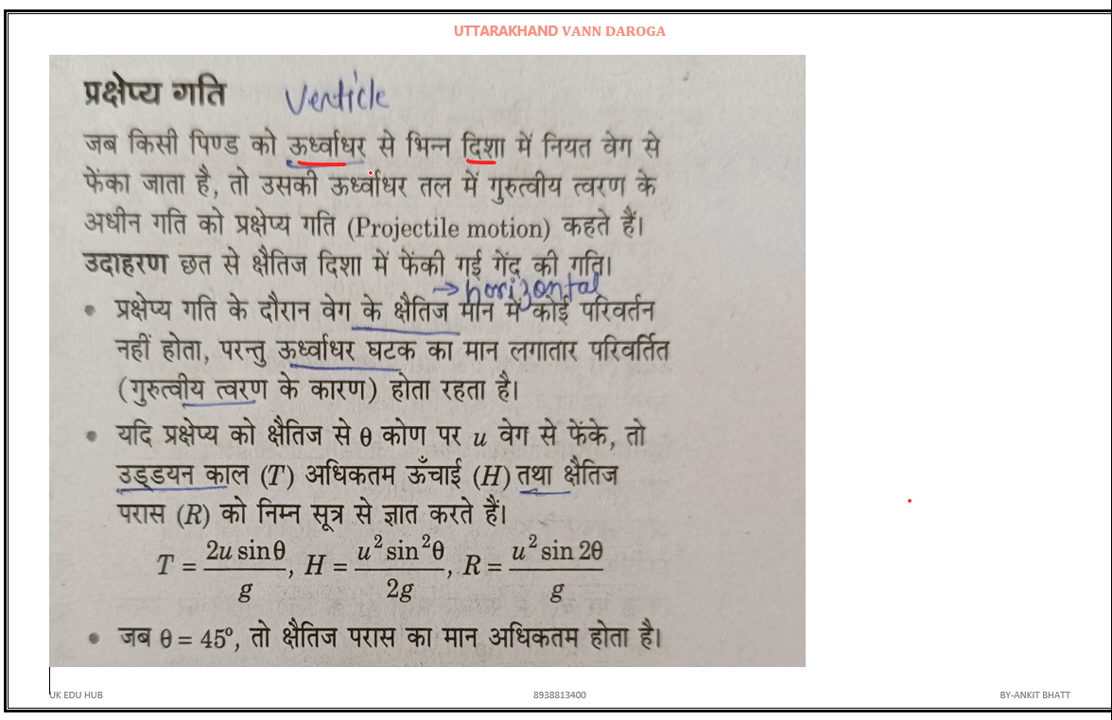 UTTARAKHAND VANN DAROGA
प्रक्षेप्य गति Verticle
जब किसी पिण्ड को ऊर्ध्वाधर से भिन्न दिशा में नियत वेग से
फेंका जाता है, तो उसकी ऊर्ध्वाधर तल में गुरुत्वीय त्वरण के
अधीन गति को प्रक्षेप्य गति (Projectile motion) कहते हैं।
उदाहरण छत से क्षैतिज दिशा में फेंकी गई गेंद की गति।
→ horizontal
• प्रक्षेप्य गति के दौरान वेग के क्षैतिज मान में कोई परिवर्तन
नहीं होता, परन्तु ऊर्ध्वाधर घटक का मान लगातार परिवर्तित
(गुरुत्वीय त्वरण के कारण) होता रहता है।
• यदि प्रक्षेप्य को क्षैतिज से θ कोण पर u वेग से फेंके, तो
उड्डयन काल (T) अधिकतम ऊँचाई (H) तथा क्षैतिज
परास (R) को निम्न सूत्र से ज्ञात करते हैं।
T = 2u sinθ / g, H = u² sin²θ / 2g, R = u² sin 2θ / g
• जब θ = 45°, तो क्षैतिज परास का मान अधिकतम होता है।
UK EDU HUB 8938813400 BY-ANKIT BHATT